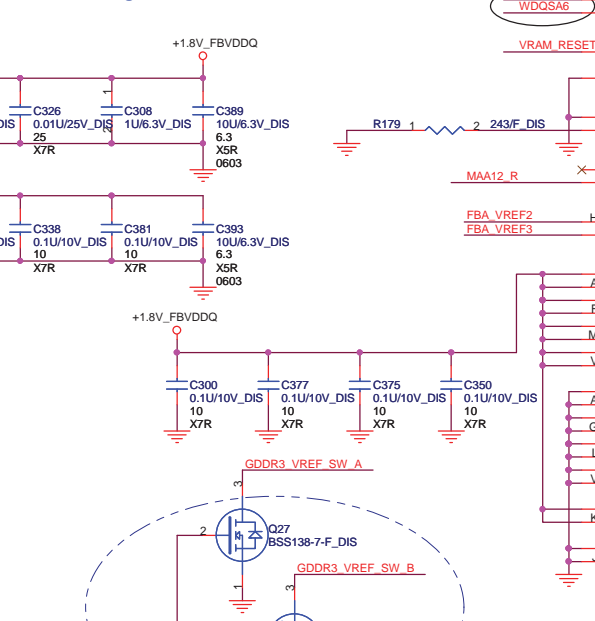 WDQSA6
+1.8V_FBVDDQ
VRAM_RESET
1
C326
C308
C389
DIS
0.01U/25V_DIS
1U/6.3V_DIS
10U/6.3V_DIS
25
6.3
X7R
X5R
0603
R179
1
2
243/F_DIS
MAA12_R
C338
C381
C393
DIS
0.1U/10V_DIS
0.1U/10V_DIS
10U/6.3V_DIS
10
10
6.3
X7R
X7R
X5R
0603
FBA_VREF2
FBA_VREF3
+1.8V_FBVDDQ
C300
C377
C375
C350
0.1U/10V_DIS
0.1U/10V_DIS
0.1U/10V_DIS
0.1U/10V_DIS
10
10
10
10
X7R
X7R
X7R
X7R
GDDR3_VREF_SW_A
3
2
Q27
BSS138-7-F_DIS
1
GDDR3_VREF_SW_B
3